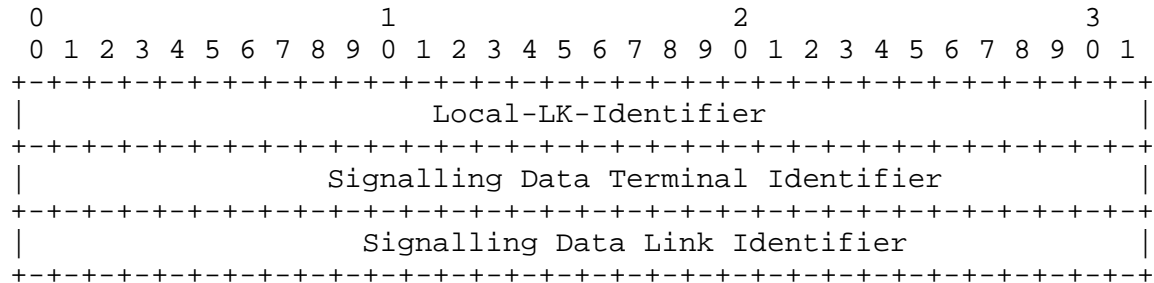 0                   1                   2                   3
 0 1 2 3 4 5 6 7 8 9 0 1 2 3 4 5 6 7 8 9 0 1 2 3 4 5 6 7 8 9 0 1
+-+-+-+-+-+-+-+-+-+-+-+-+-+-+-+-+-+-+-+-+-+-+-+-+-+-+-+-+-+-+-+-+
|                       Local-LK-Identifier                     |
+-+-+-+-+-+-+-+-+-+-+-+-+-+-+-+-+-+-+-+-+-+-+-+-+-+-+-+-+-+-+-+-+
|                 Signalling Data Terminal Identifier           |
+-+-+-+-+-+-+-+-+-+-+-+-+-+-+-+-+-+-+-+-+-+-+-+-+-+-+-+-+-+-+-+-+
|                   Signalling Data Link Identifier             |
+-+-+-+-+-+-+-+-+-+-+-+-+-+-+-+-+-+-+-+-+-+-+-+-+-+-+-+-+-+-+-+-+